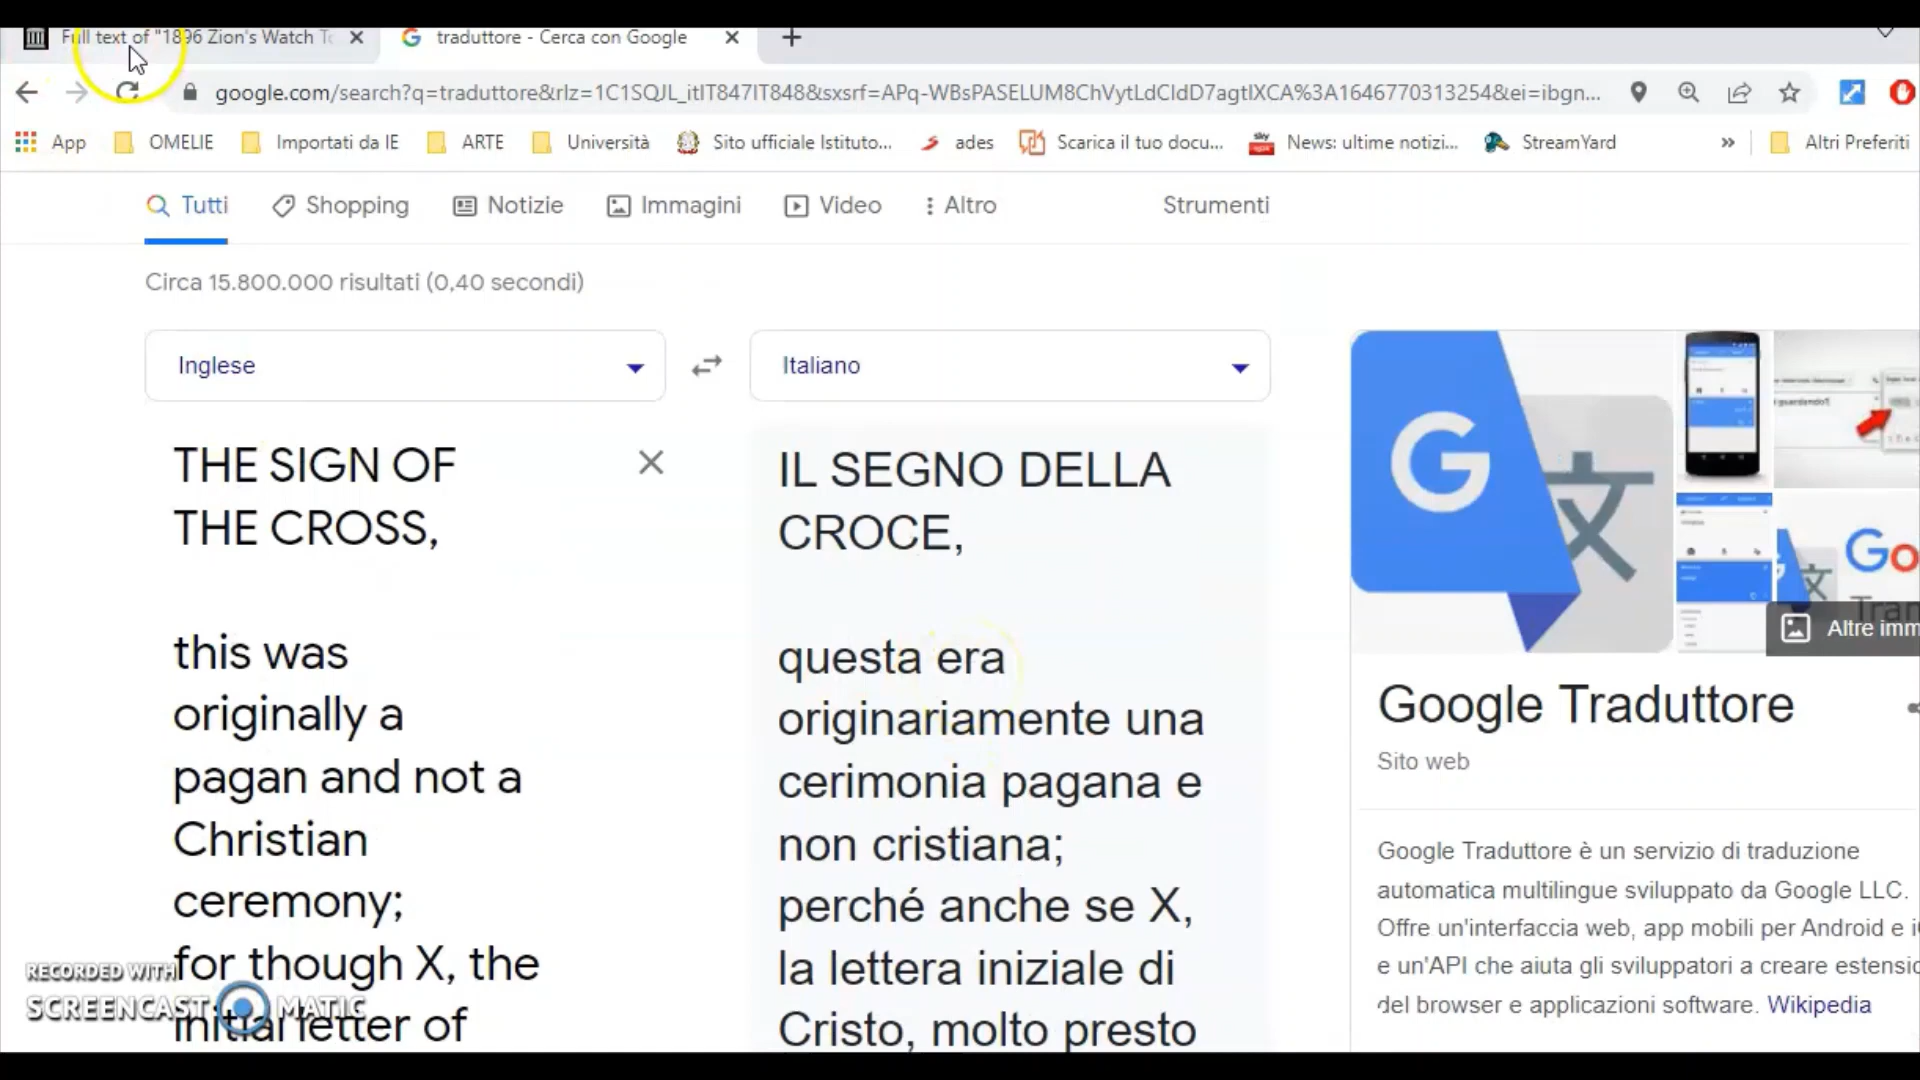 Full text of "1896 Zion's Watch To
traduttore - Cerca con Google
google.com/search?q=traduttore&rlz=1C1SQJL_itIT847IT848&sxsrf=APq-WBsPASELUM8ChVytLdCIdD7agtIXCA%3A1646770313254&ei=ibgn...
App OMELIE Importati da IE ARTE Università Sito ufficiale Istituto... ades Scarica il tuo docu... News: ultime notizi... StreamYard » Altri Preferiti
Tutti Shopping Notizie Immagini Video Altro Strumenti
Circa 15.800.000 risultati (0,40 secondi)
Inglese
Italiano
THE SIGN OF
THE CROSS,
this was
originally a
pagan and not a
Christian
ceremony;
for though X, the
initial letter of
IL SEGNO DELLA
CROCE,
questa era
originariamente una
cerimonia pagana e
non cristiana;
perché anche se X,
la lettera iniziale di
Cristo, molto presto
Altre imm
Google Traduttore
Sito web
Google Traduttore è un servizio di traduzione
automatica multilingue sviluppato da Google LLC.
Offre un'interfaccia web, app mobili per Android e i
e un'API che aiuta gli sviluppatori a creare estensio
del browser e applicazioni software. Wikipedia
RECORDED WITH
SCREENCAST MATIC